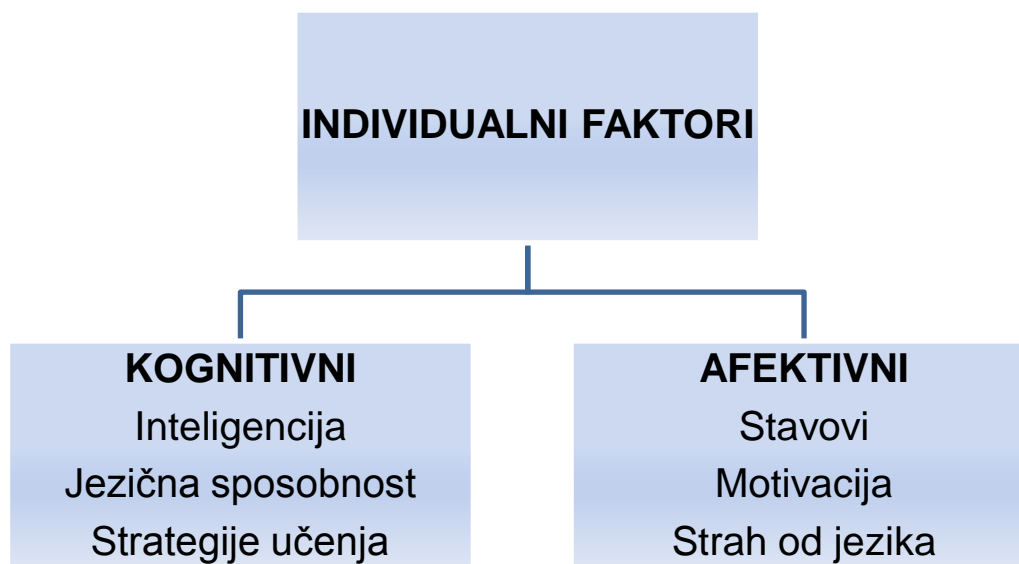 INDIVIDUALNI FAKTORI
KOGNITIVNI
Inteligencija
Jezična sposobnost
Strategije učenja
AFEKTIVNI
Stavovi
Motivacija
Strah od jezika